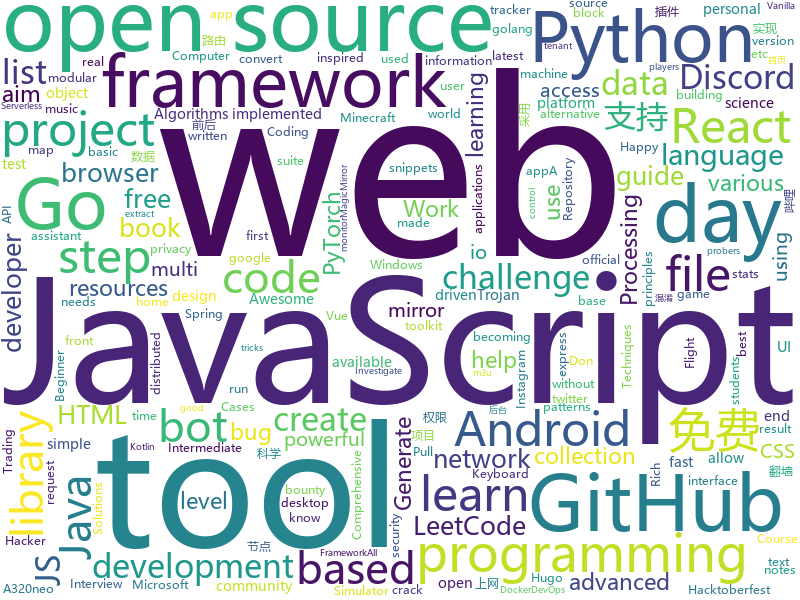 open source
Python
framework
web
JavaScript
tool
Go
day
GitHub
programming
project
React
Discord
Android
learn
library
Java
bot
code
step
file
list
aim
data
支持
免费
language
guide
various
learning
browser
free
book
developer
multi
resources
challenge
io
PyTorch
Processing
using
use
Work
mirror
drivenTrojan
help
create
powerful
Generate
network
collection
LeetCode
development
based
advanced
HTML
CSS
JS
UI
bug
simple
level
desktop
bounty
know
Awesome
Spring
Vue
design
google
privacy
assistant
distributed
Beginner
Solutions
Trading
Hacker
request
Keyboard
Intermediate
Interview
Microsoft
community
Simulator
crack
security
Comprehensive
Kotlin
Cases
tricks
A320neo
Serverless
FrameworkAll
DockerDevOps
Investigate
Hacktoberfest
Course
notes
text
interface
Rich
Pull
权限
项目
节点
上网
科学
翻墙
后台
首页
插件
实现
路由
前后
数据
哔哩
混淆
实用
tracker
golang
convert
modular
app
inspired
Computer
object
music
used
information
user
latest
real
etc
block
personal
Vanilla
version
tenant
players
machine
building
platform
alternative
science
access
world
Minecraft
written
Algorithms
implemented
Coding
suite
snippets
appA
applications
Repository
Happy
Flight
principles
stats
game
best
students
Techniques
Instagram
Windows
monitorMagicMirror
test
map
basic
API
needs
home
front
base
time
available
run
made
toolkit
becoming
first
official
control
extract
probers
without
twitter
express
Don
patterns
fast
allow
result
end
good
open
Hugo
m3u
source